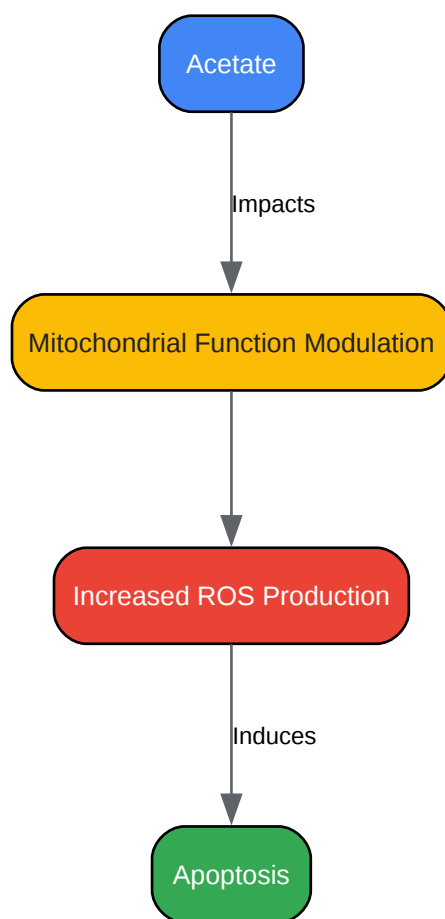 Acetate
Impacts
Mitochondrial Function Modulation
Increased ROS Production
Induces
Apoptosis